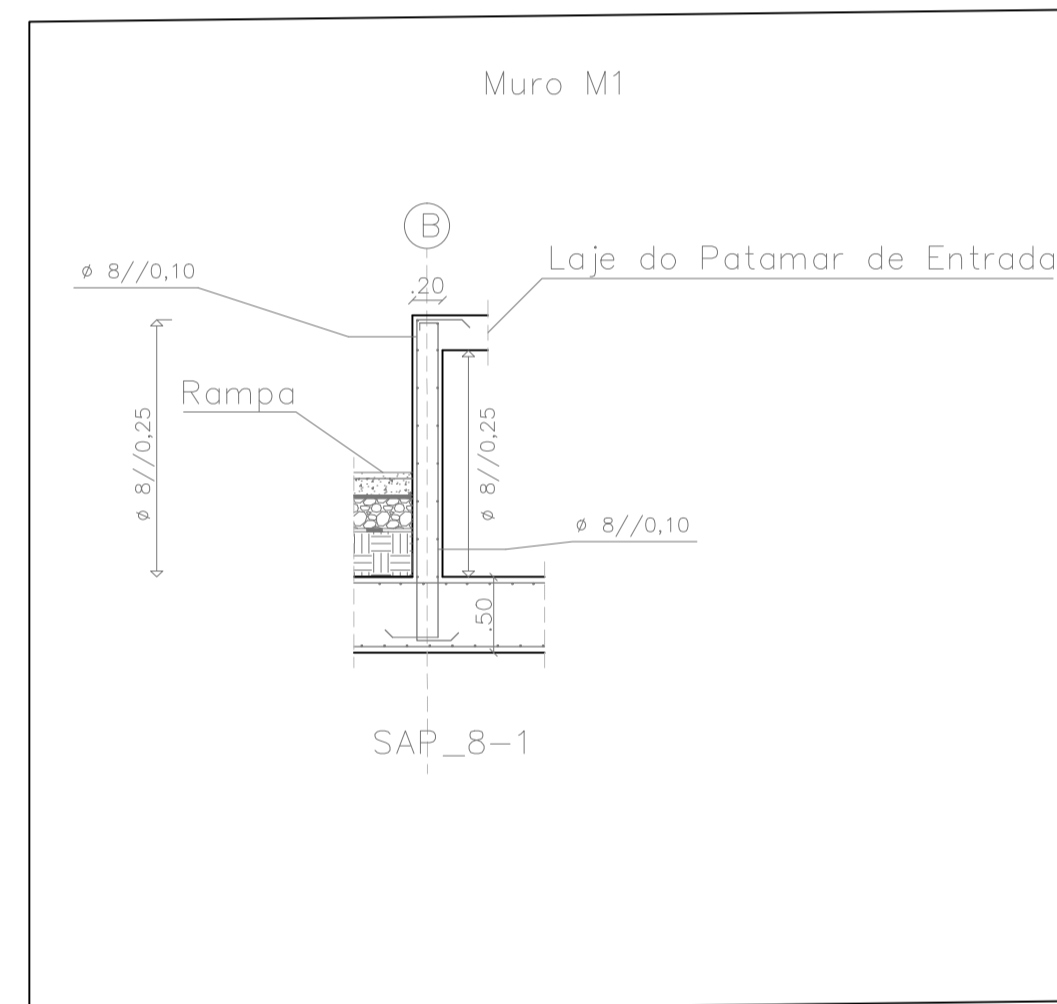 Muro M1
B
Laje do Patamar de Entrada
ø 8//0,10
.20
Rampa
ø 8//0,25
ø 8//0,25
ø 8//0,10
.50
SAP_8-1